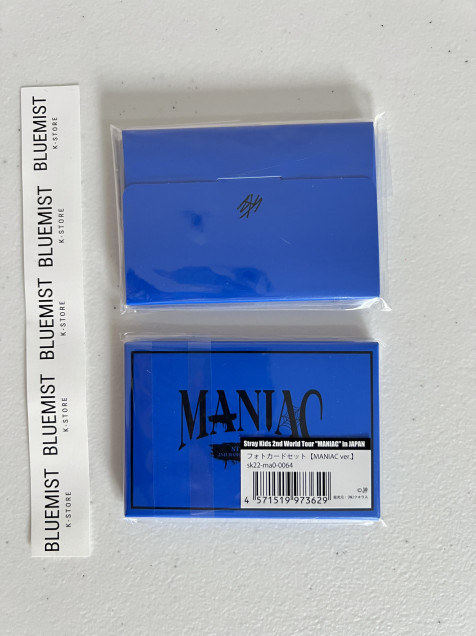 BLUEMIST
K-STORE
BLUEMIST
K-STORE
BLUEMIST
K-STORE
BLUEMIST
K-STORE
MANIAC
Stray Kids 2nd World Tour "MANIAC" in JAPAN
フォトカードセット【MANIAC ver.】
sk22-ma0-0064
4 571519 973629